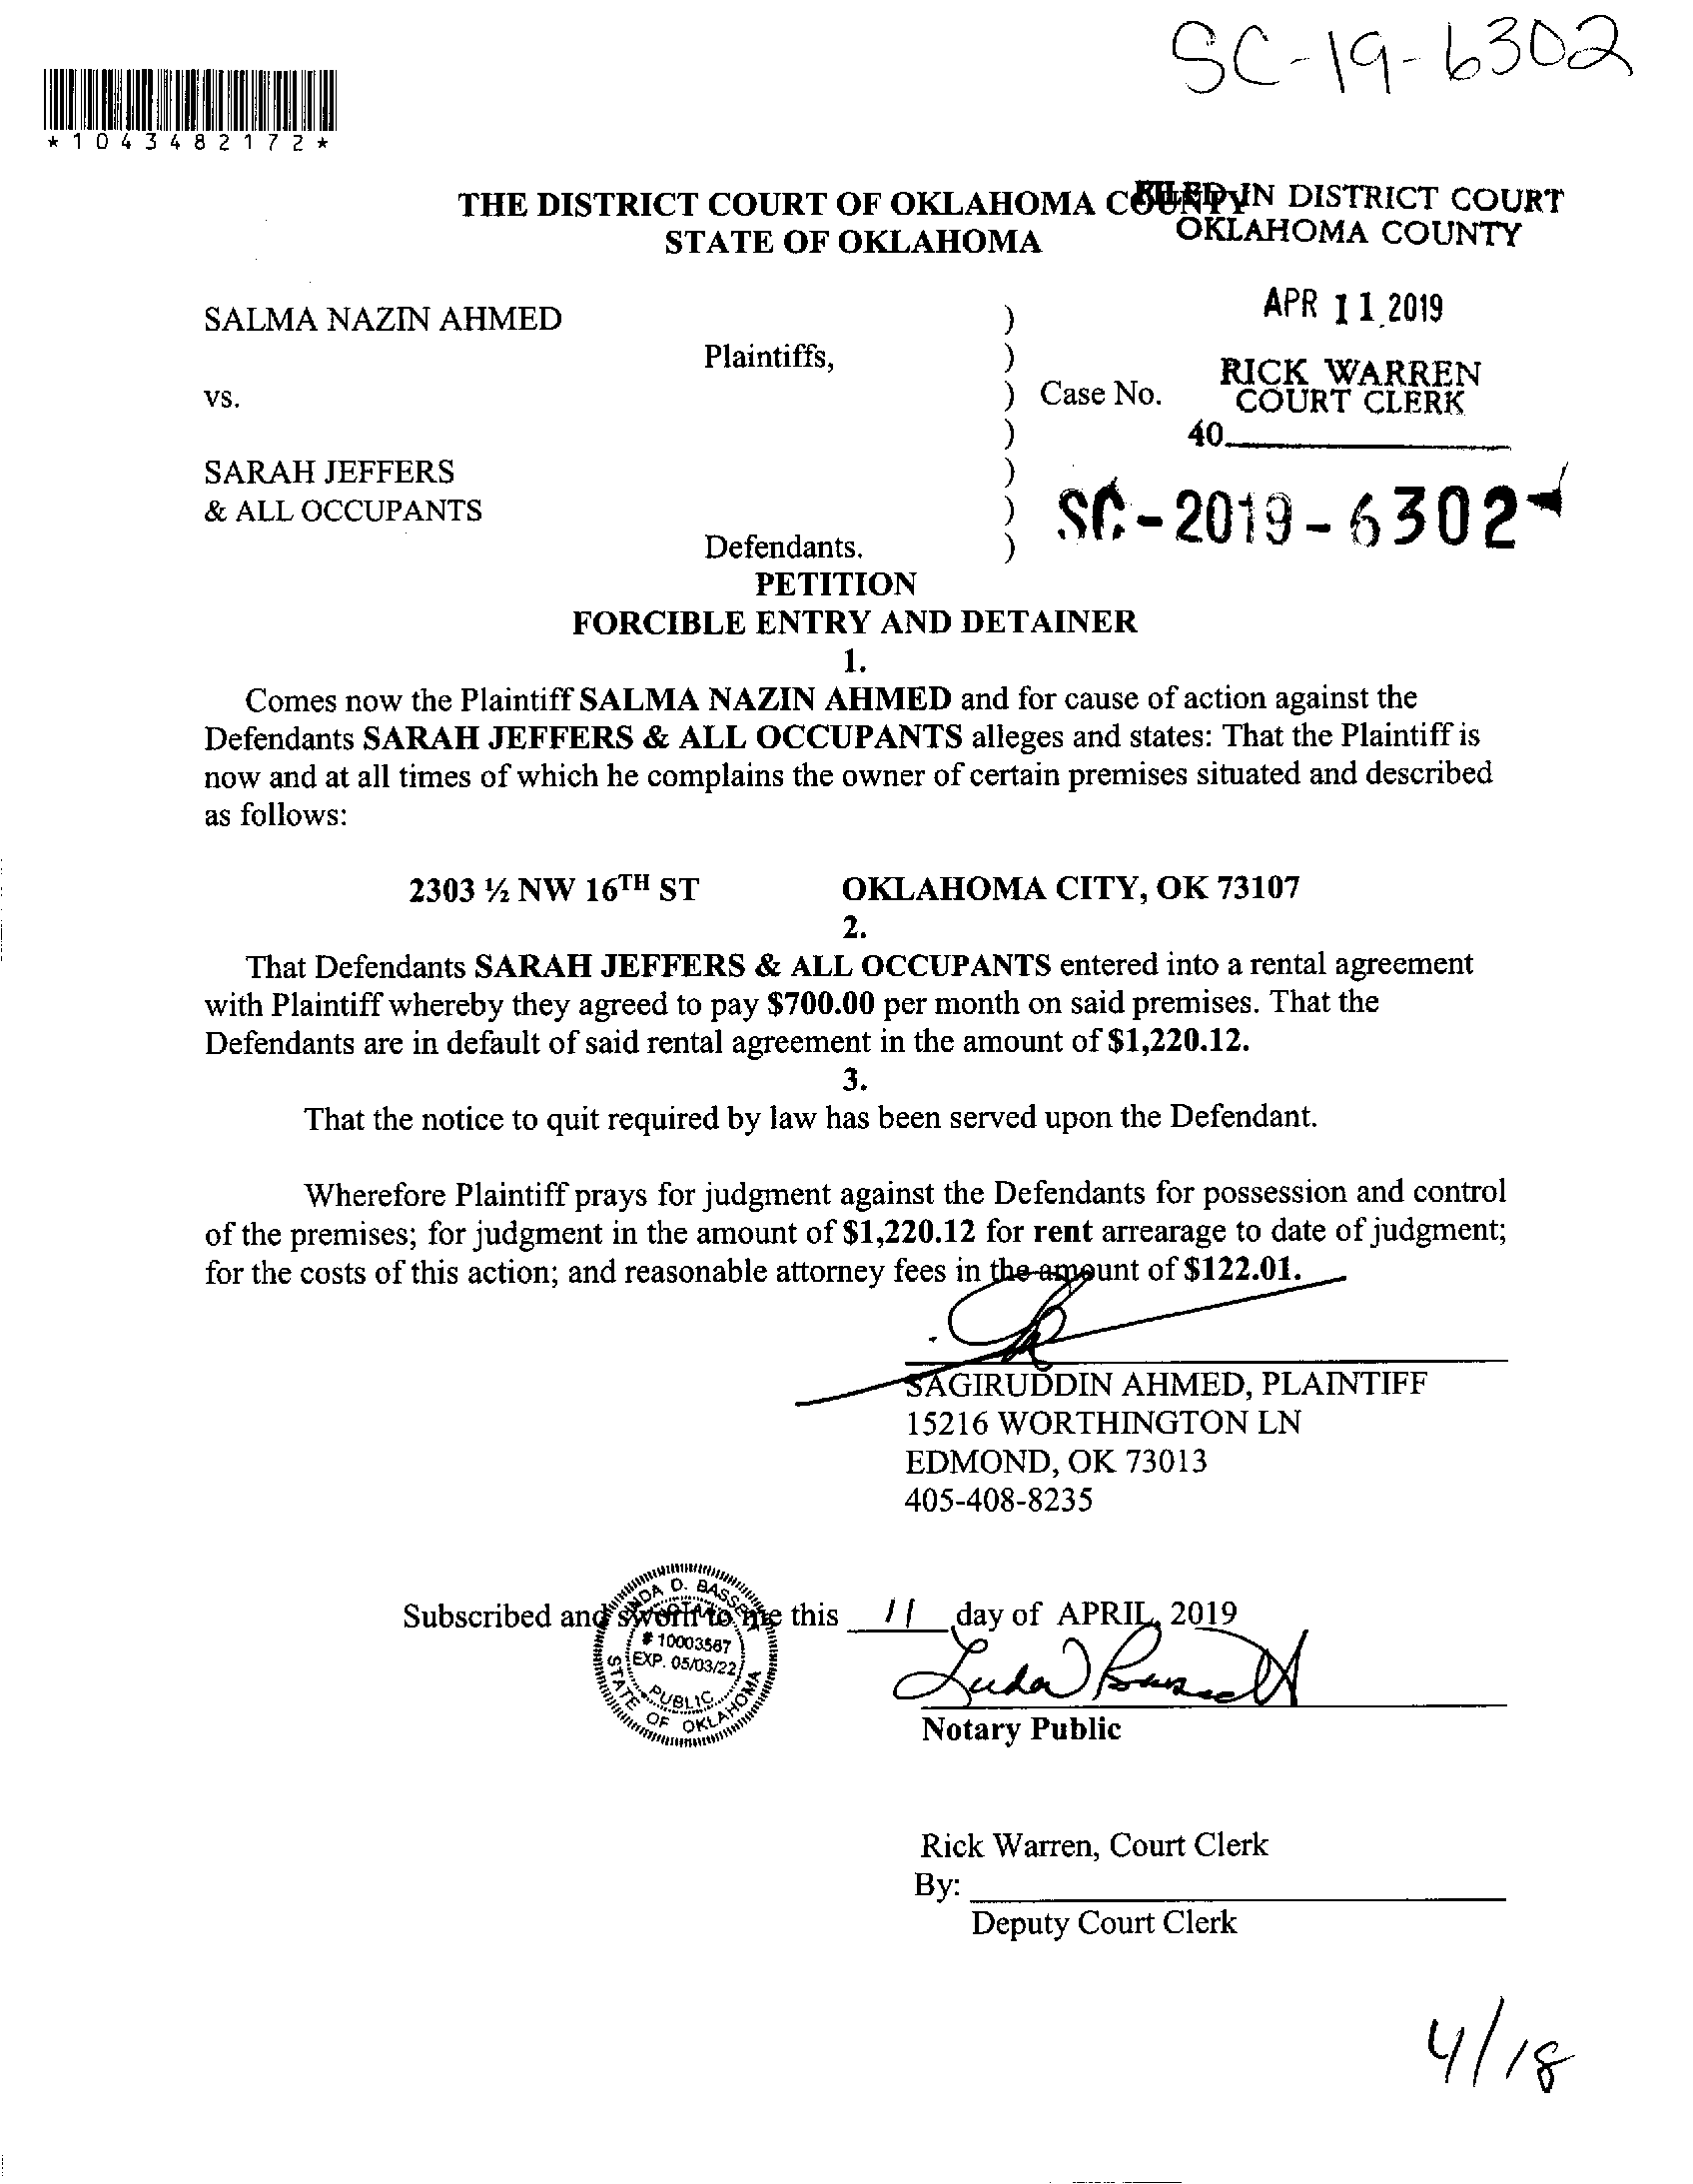 SC-19-6302
*1043482172*
THE DISTRICT COURT OF OKLAHOMA COUNTY
STATE OF OKLAHOMA
FILED IN DISTRICT COURT
OKLAHOMA COUNTY
APR 11 2019
RICK WARREN
COURT CLERK
40
SALMA NAZIN AHMED )
Plaintiffs, )
vs. ) Case No.
)
SARAH JEFFERS )
& ALL OCCUPANTS )
Defendants. )
SC-2019-6302
PETITION
FORCIBLE ENTRY AND DETAINER
1.
Comes now the Plaintiff SALMA NAZIN AHMED and for cause of action against the
Defendants SARAH JEFFERS & ALL OCCUPANTS alleges and states: That the Plaintiff is
now and at all times of which he complains the owner of certain premises situated and described
as follows:
2303 ½ NW 16TH ST OKLAHOMA CITY, OK 73107
2.
That Defendants SARAH JEFFERS & ALL OCCUPANTS entered into a rental agreement
with Plaintiff whereby they agreed to pay $700.00 per month on said premises. That the
Defendants are in default of said rental agreement in the amount of $1,220.12.
3.
That the notice to quit required by law has been served upon the Defendant.
Wherefore Plaintiff prays for judgment against the Defendants for possession and control
of the premises; for judgment in the amount of $1,220.12 for rent arrearage to date of judgment;
for the costs of this action; and reasonable attorney fees in the amount of $122.01.
SAGIRUDDIN AHMED, PLAINTIFF
15216 WORTHINGTON LN
EDMOND, OK 73013
405-408-8235
Subscribed and sworn to me this 11 day of APRIL, 2019
LINDA D. BASSETT
# 10003567
EXP. 05/03/22
PUBLIC
STATE OF OKLAHOMA
Linda D Bassett
Notary Public
Rick Warren, Court Clerk
By:
Deputy Court Clerk
4/18